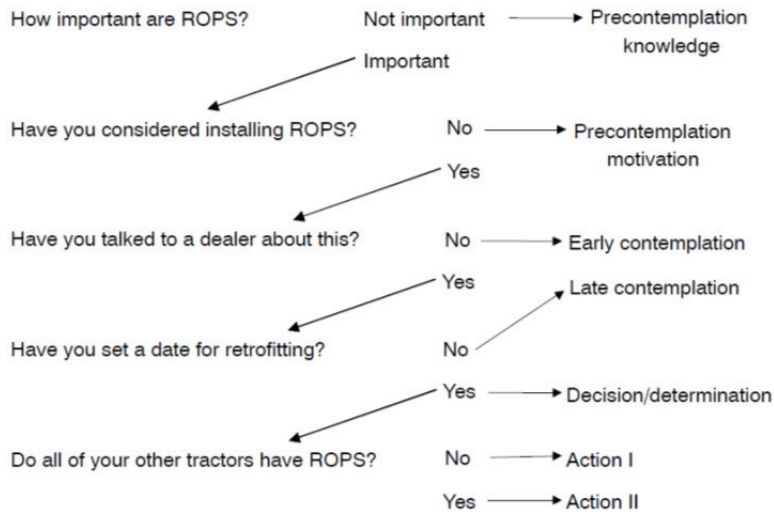 How important are ROPS? Not important Precontemplation
knowledge
Important
Have you considered installing ROPS? No Precontemplation
motivation
Yes
Have you talked to a dealer about this? No Early contemplation
Yes Late contemplation
Have you set a date for retrofitting? No
Yes Decision/determination
Do all of your other tractors have ROPS? No Action I
Yes Action II